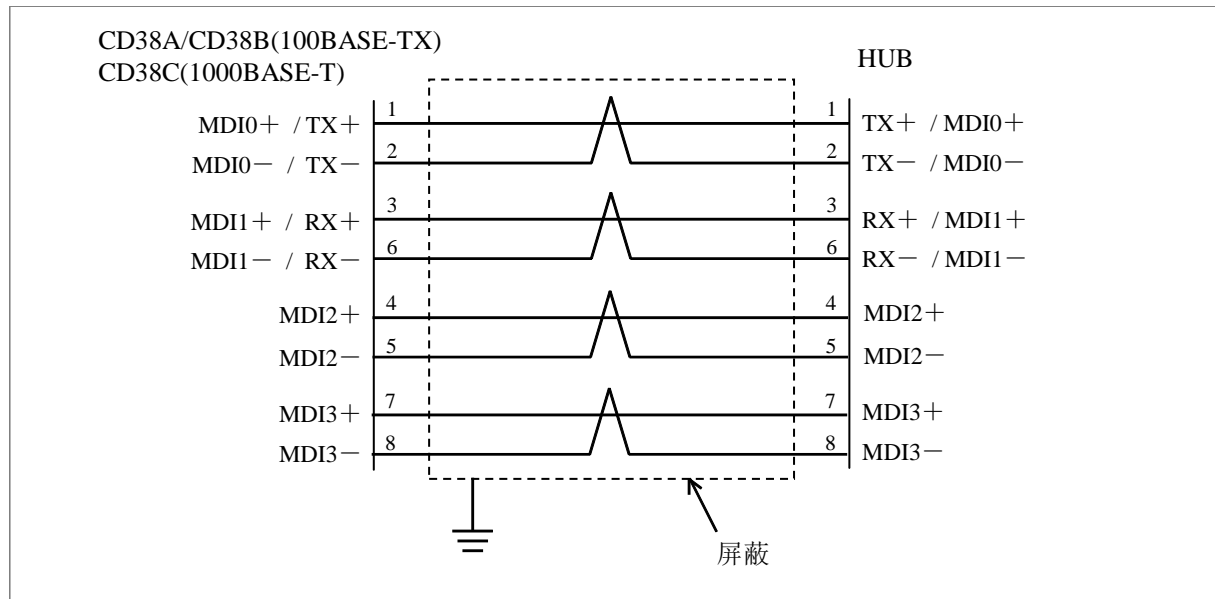 CD38A/CD38B(100BASE-TX)
CD38C(1000BASE-T)
HUB
MDI0+ / TX+ 1 1 TX+ / MDI0+
MDI0- / TX- 2 2 TX- / MDI0-
MDI1+ / RX+ 3 3 RX+ / MDI1+
MDI1- / RX- 6 6 RX- / MDI1-
MDI2+ 4 4 MDI2+
MDI2- 5 5 MDI2-
MDI3+ 7 7 MDI3+
MDI3- 8 8 MDI3-
屏蔽